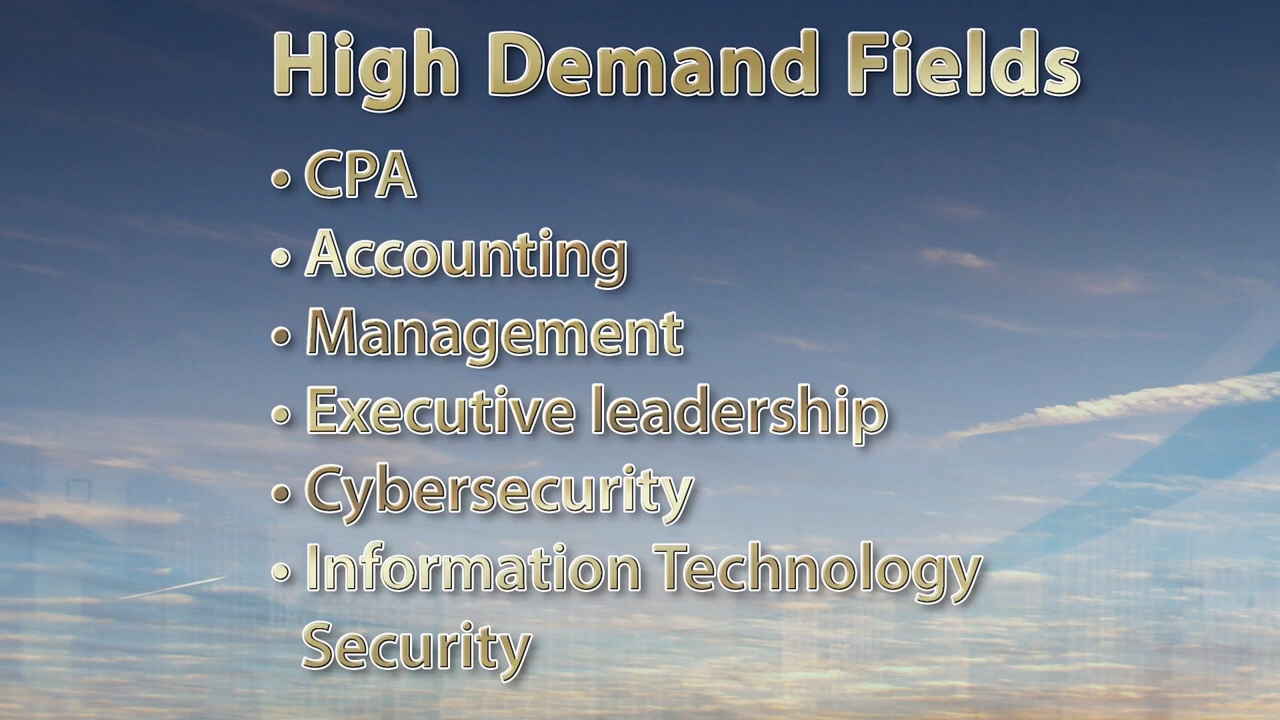 High Demand Fields
• CPA
• Accounting
• Management
• Executive leadership
• Cybersecurity
• Information Technology
Security